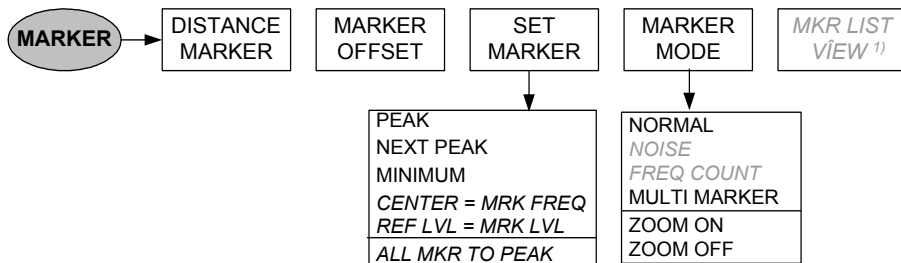 MARKER
DISTANCE
MARKER
MARKER
OFFSET
SET
MARKER
MARKER
MODE
MKR LIST
VÎEW 1)
PEAK
NEXT PEAK
MINIMUM
CENTER = MRK FREQ
REF LVL = MRK LVL
ALL MKR TO PEAK
NORMAL
NOISE
FREQ COUNT
MULTI MARKER
ZOOM ON
ZOOM OFF